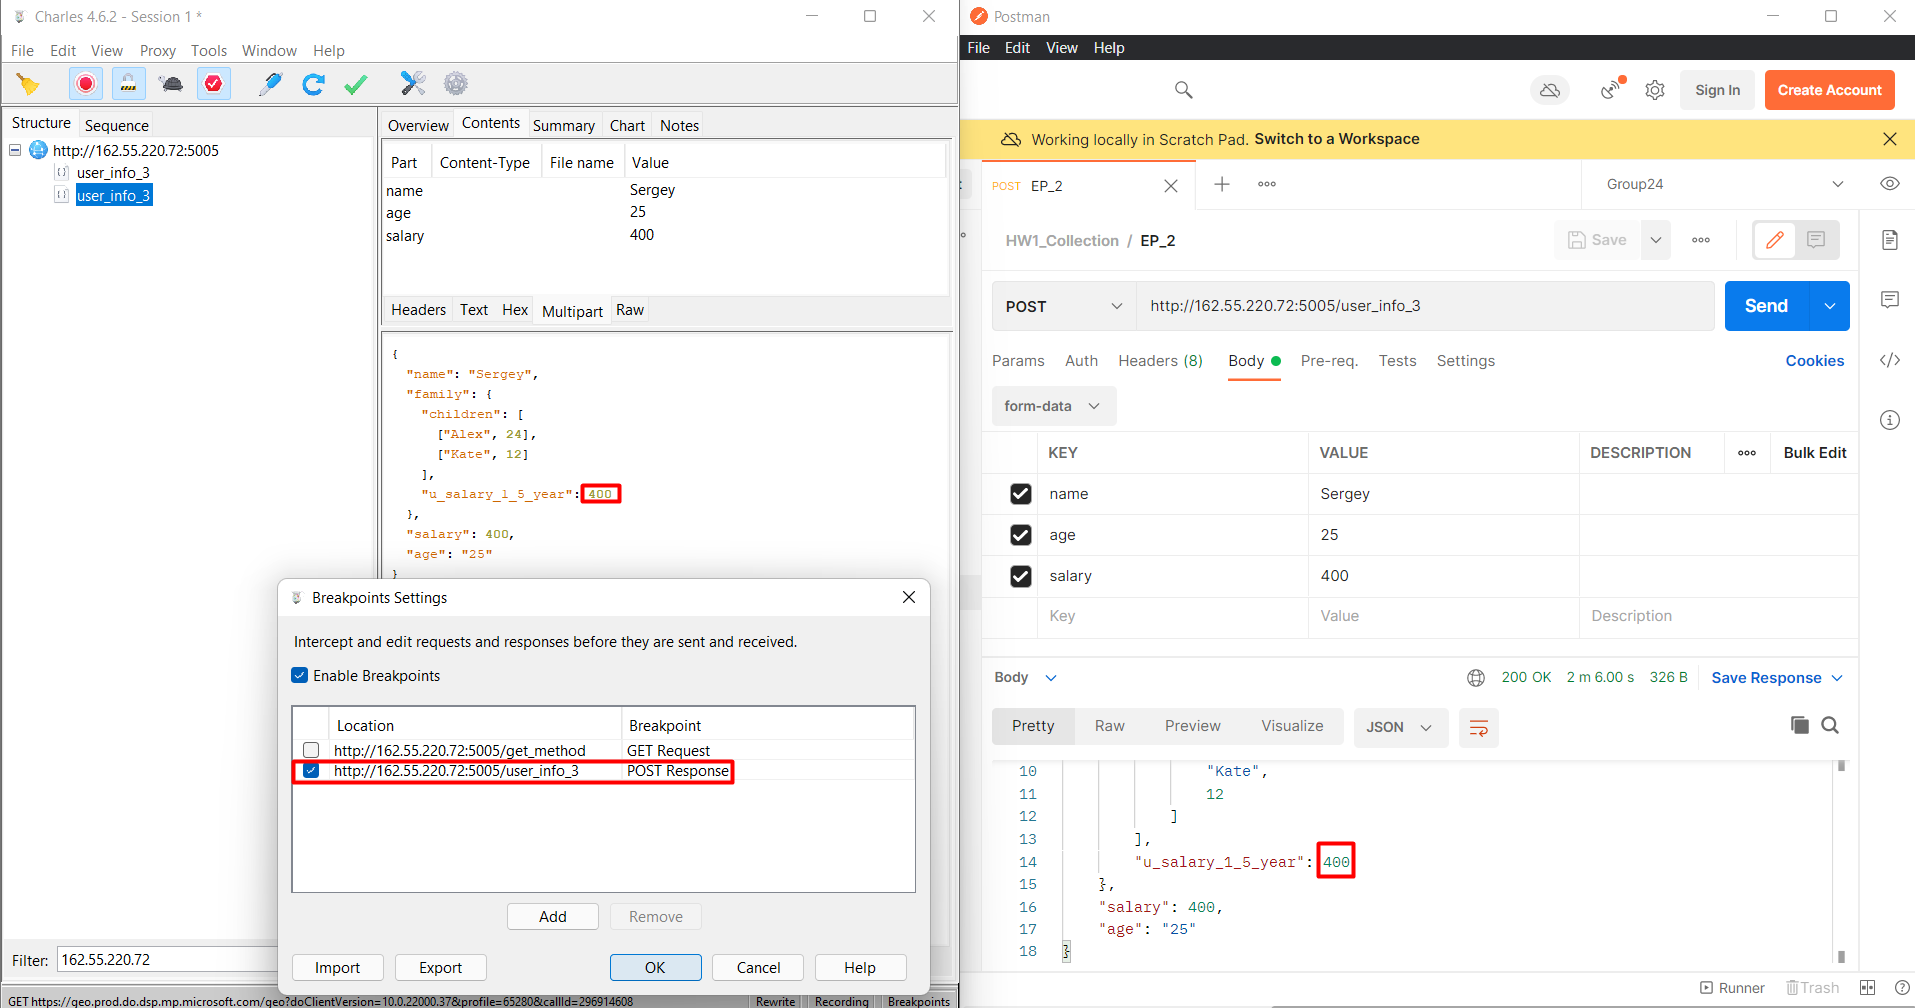 Charles 4.6.2 - Session 1 *
File Edit View Proxy Tools Window Help
Structure Sequence
http://162.55.220.72:5005
user_info_3
user_info_3
Filter: 162.55.220.72
Overview Contents Summary Chart Notes
Part Content-Type File name Value
name Sergey
age 25
salary 400
Headers Text Hex Multipart Raw
{
"name": "Sergey",
"family": {
"children": [
["Alex", 24],
["Kate", 12]
],
"u_salary_1_5_year": 400
},
"salary": 400,
"age": "25"
}
Breakpoints Settings
Intercept and edit requests and responses before they are sent and received.
Enable Breakpoints
Location Breakpoint
http://162.55.220.72:5005/get_method GET Request
http://162.55.220.72:5005/user_info_3 POST Response
Add Remove
Import Export OK Cancel Help
GET https://geo.prod.do.dsp.mp.microsoft.com/geo?doClientVersion=10.0.22000.37&profile=65280&callId=296914608 Rewrite Recording Breakpoints
Postman
File Edit View Help
Sign In Create Account
Working locally in Scratch Pad. Switch to a Workspace
POST EP_2 Group24
HW1_Collection / EP_2 Save
POST http://162.55.220.72:5005/user_info_3 Send
Params Auth Headers (8) Body Pre-req. Tests Settings Cookies
form-data
KEY VALUE DESCRIPTION Bulk Edit
name Sergey
age 25
salary 400
Key Value Description
Body 200 OK 2 m 6.00 s 326 B Save Response
Pretty Raw Preview Visualize JSON
10 "Kate",
11 12
12 ]
13 ],
14 "u_salary_1_5_year": 400
15 },
16 "salary": 400,
17 "age": "25"
18 }
Runner Trash